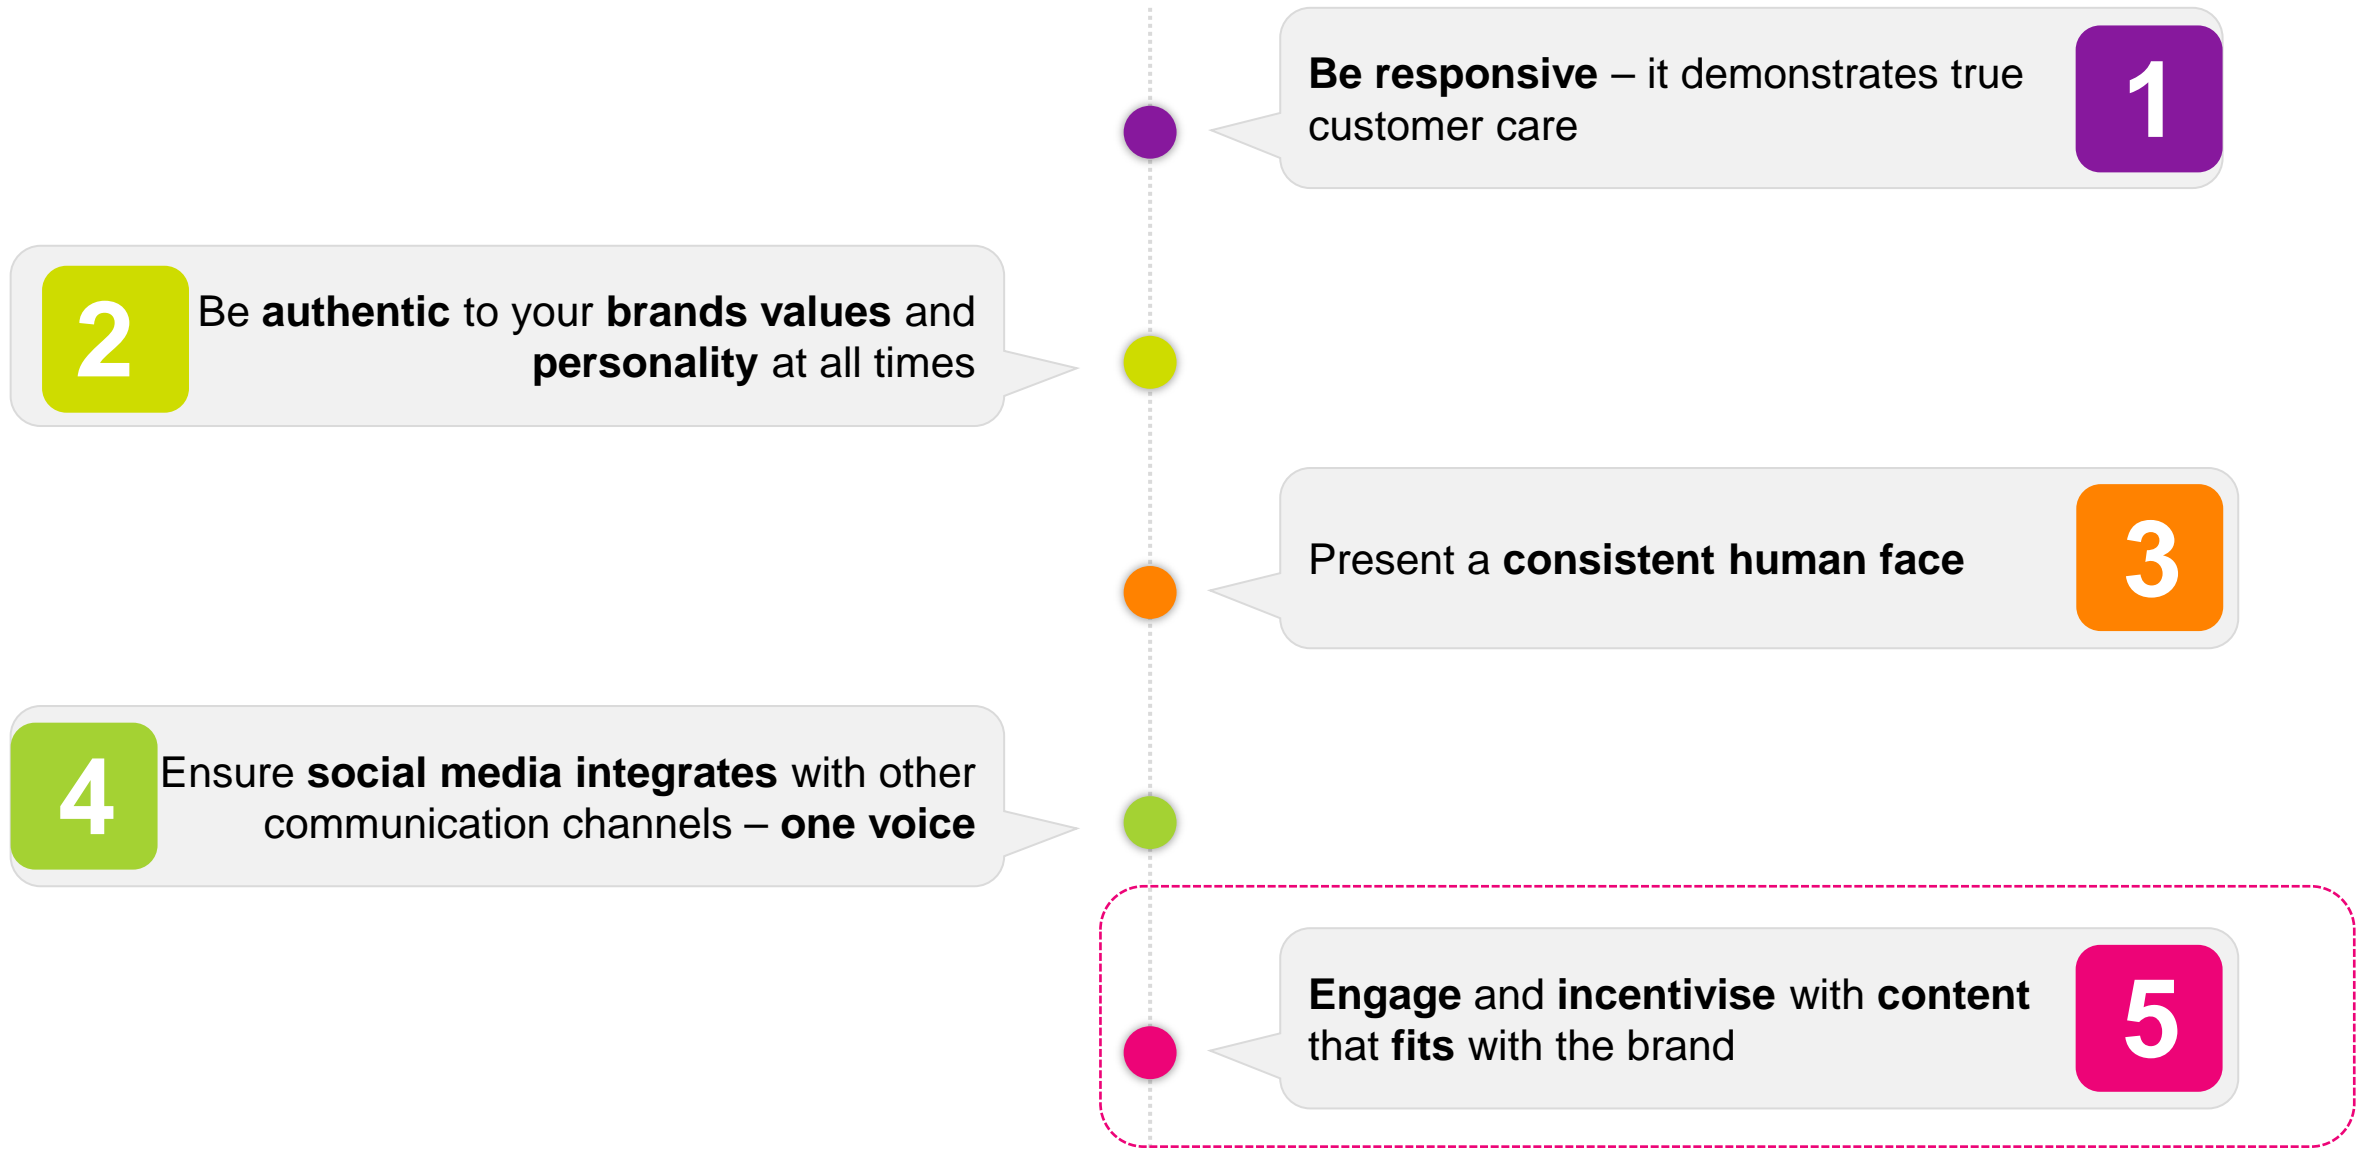 Be responsive – it demonstrates true
customer care
1
2
Be authentic to your brands values and
personality at all times
Present a consistent human face
3
4
Ensure social media integrates with other
communication channels – one voice
Engage and incentivise with content
that fits with the brand
5